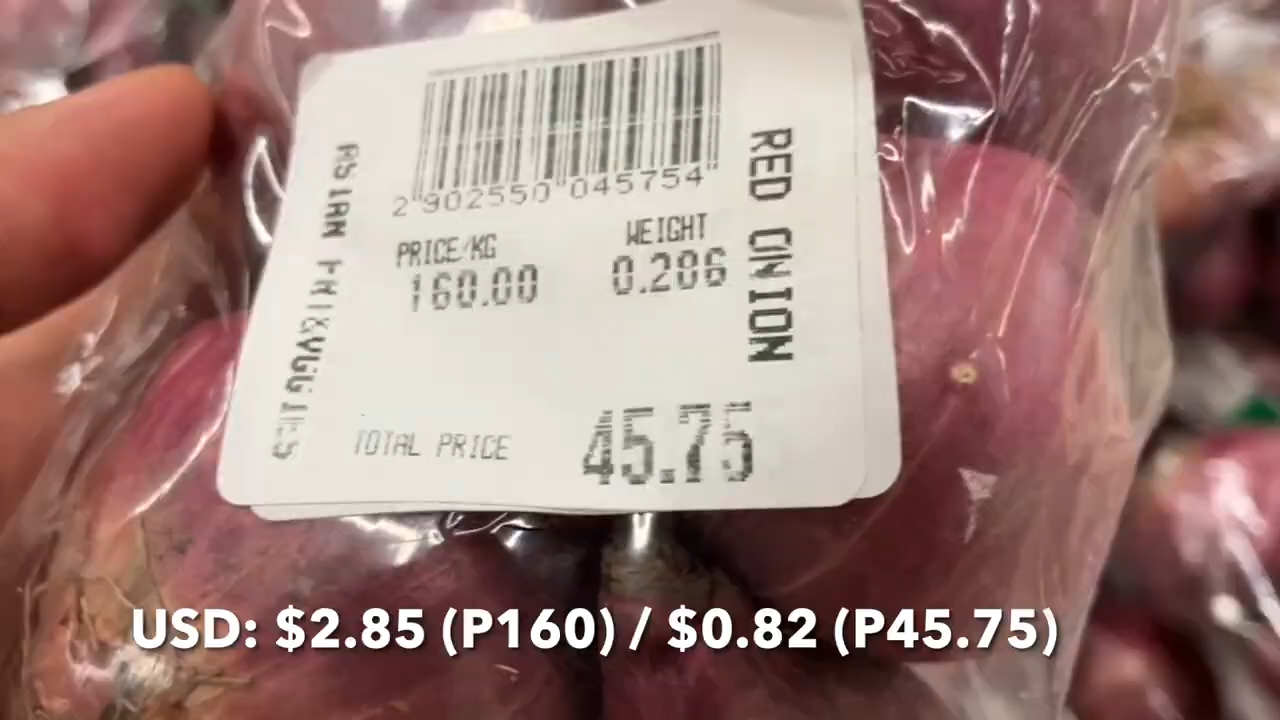 2"902550"045754"
PRICE/KG
160.00
WEIGHT
0.286
TOTAL PRICE
45.75
RED ONION
ASIAN
USD: $2.85 (P160) / $0.82 (P45.75)